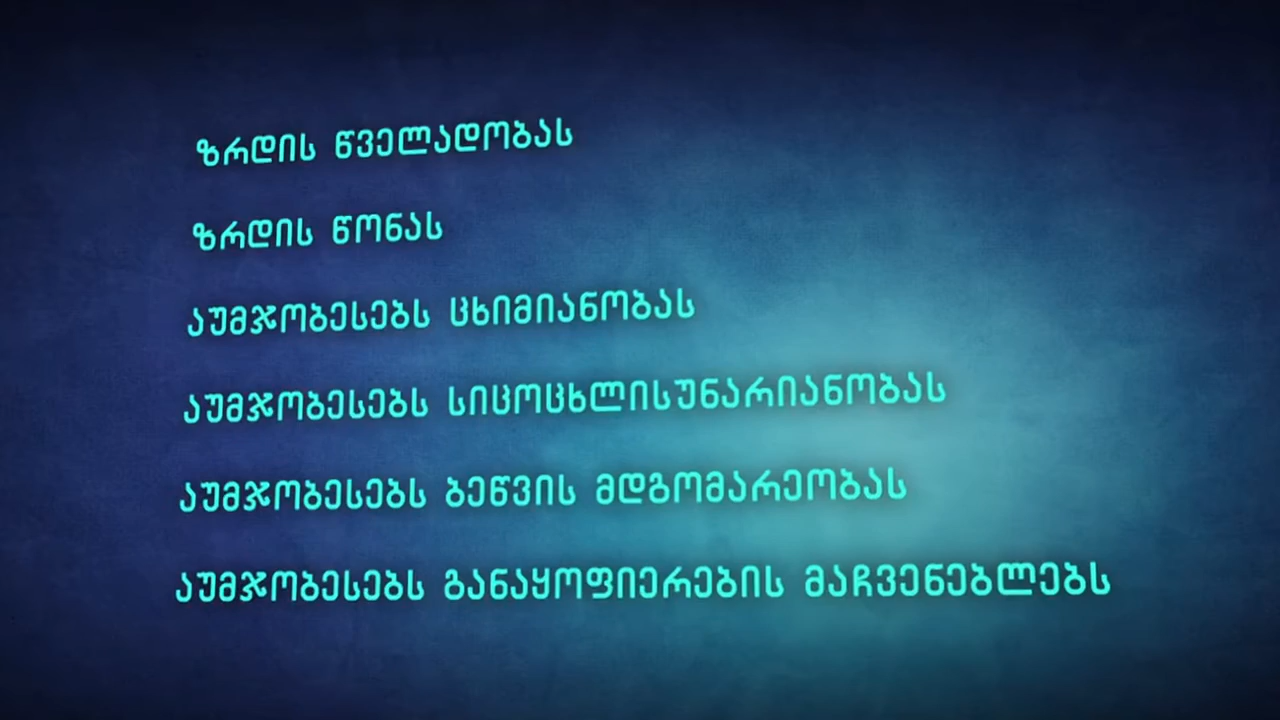 ზრდის წველადობას
ზრდის წონას
აუმჯობესებს ცხიმიანობას
აუმჯობესებს სიცოცხლისუნარიანობას
აუმჯობესებს ბეწვის მდგომარეობას
აუმჯობესებს განაყოფიერების მაჩვენებლებს